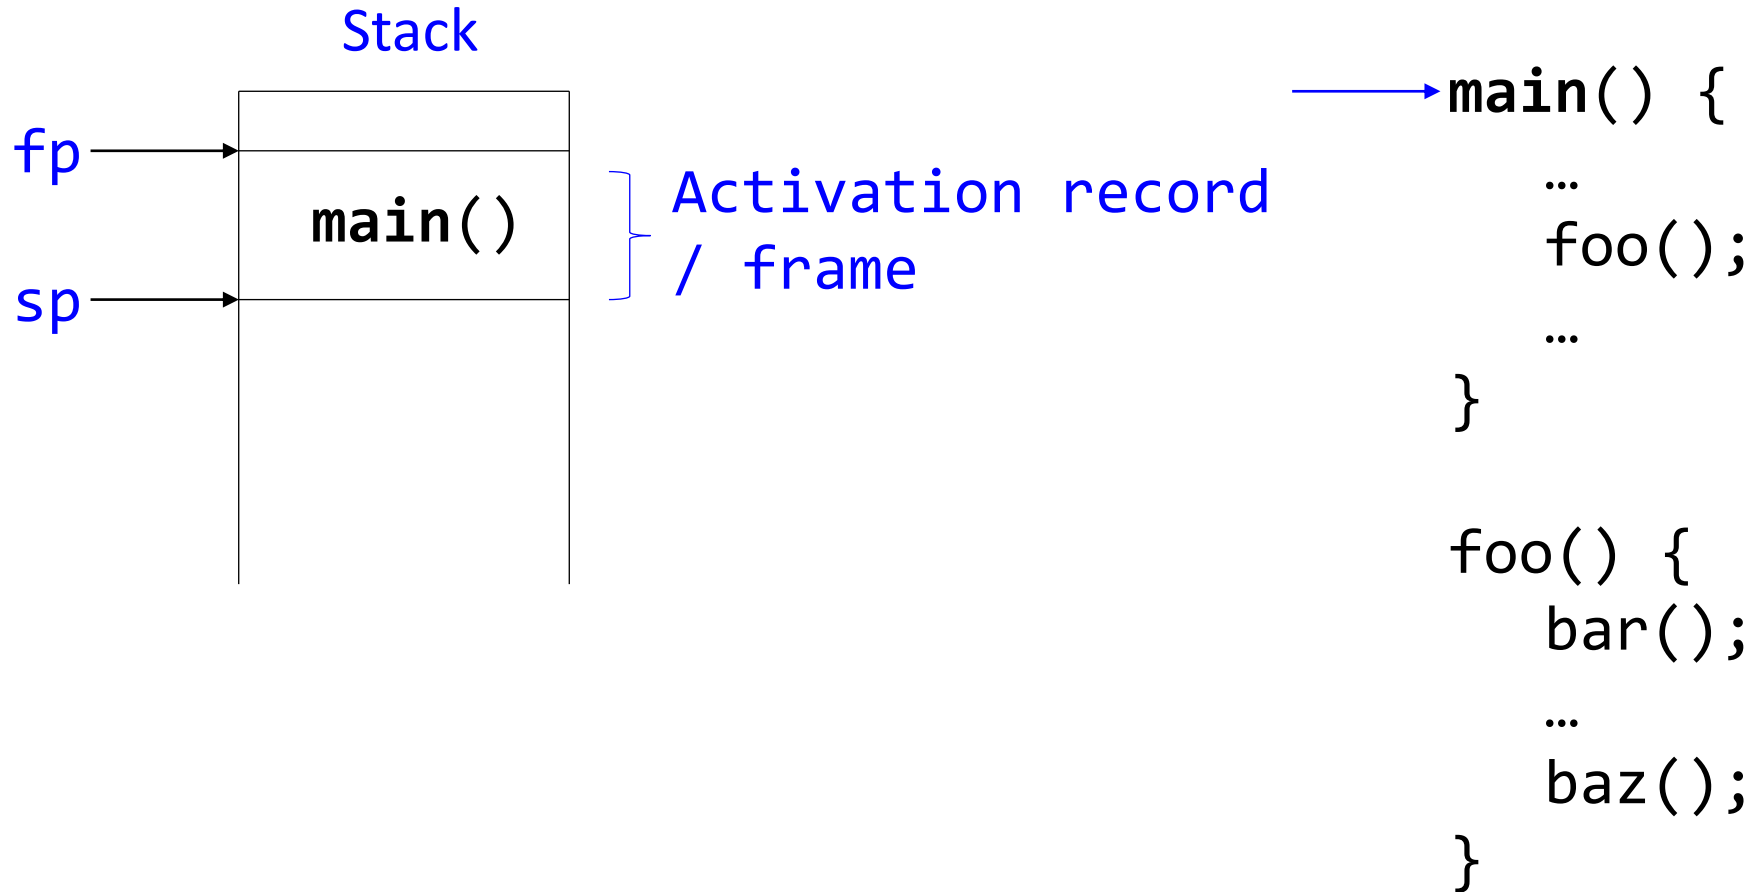 Stack
fp
main()
sp
Activation record
/ frame
main() {
…
foo();
…
}
foo() {
bar();
…
baz();
}